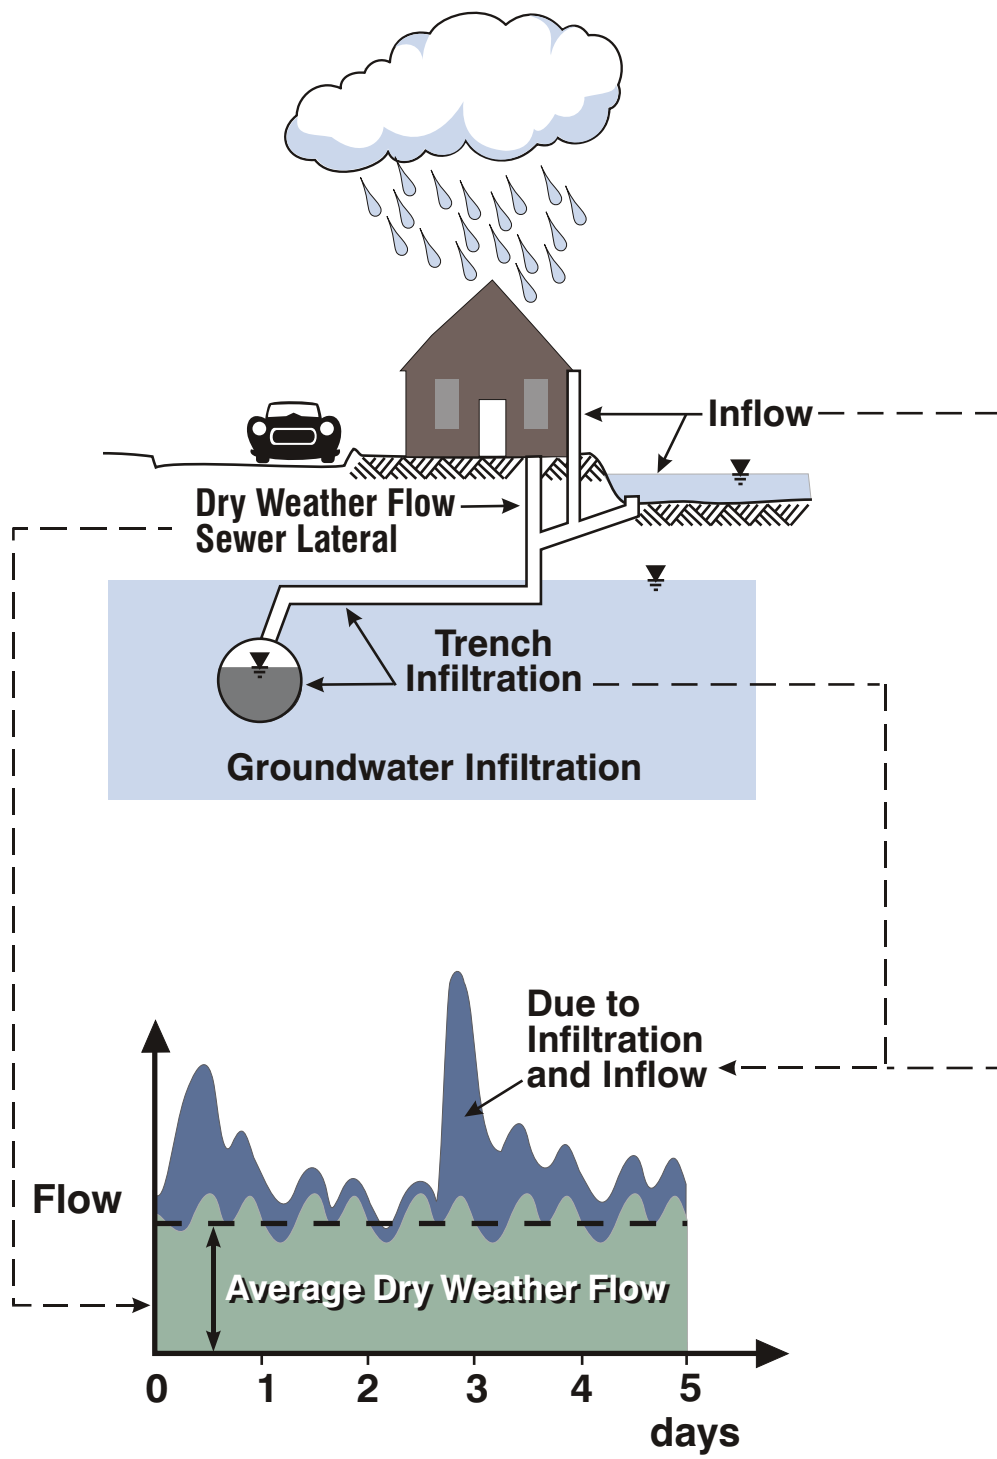 Inflow
Dry Weather Flow
Sewer Lateral
Trench
Infiltration
Groundwater Infiltration
Due to
Infiltration
and Inflow
Flow
Average Dry Weather Flow
0 1 2 3 4 5
days